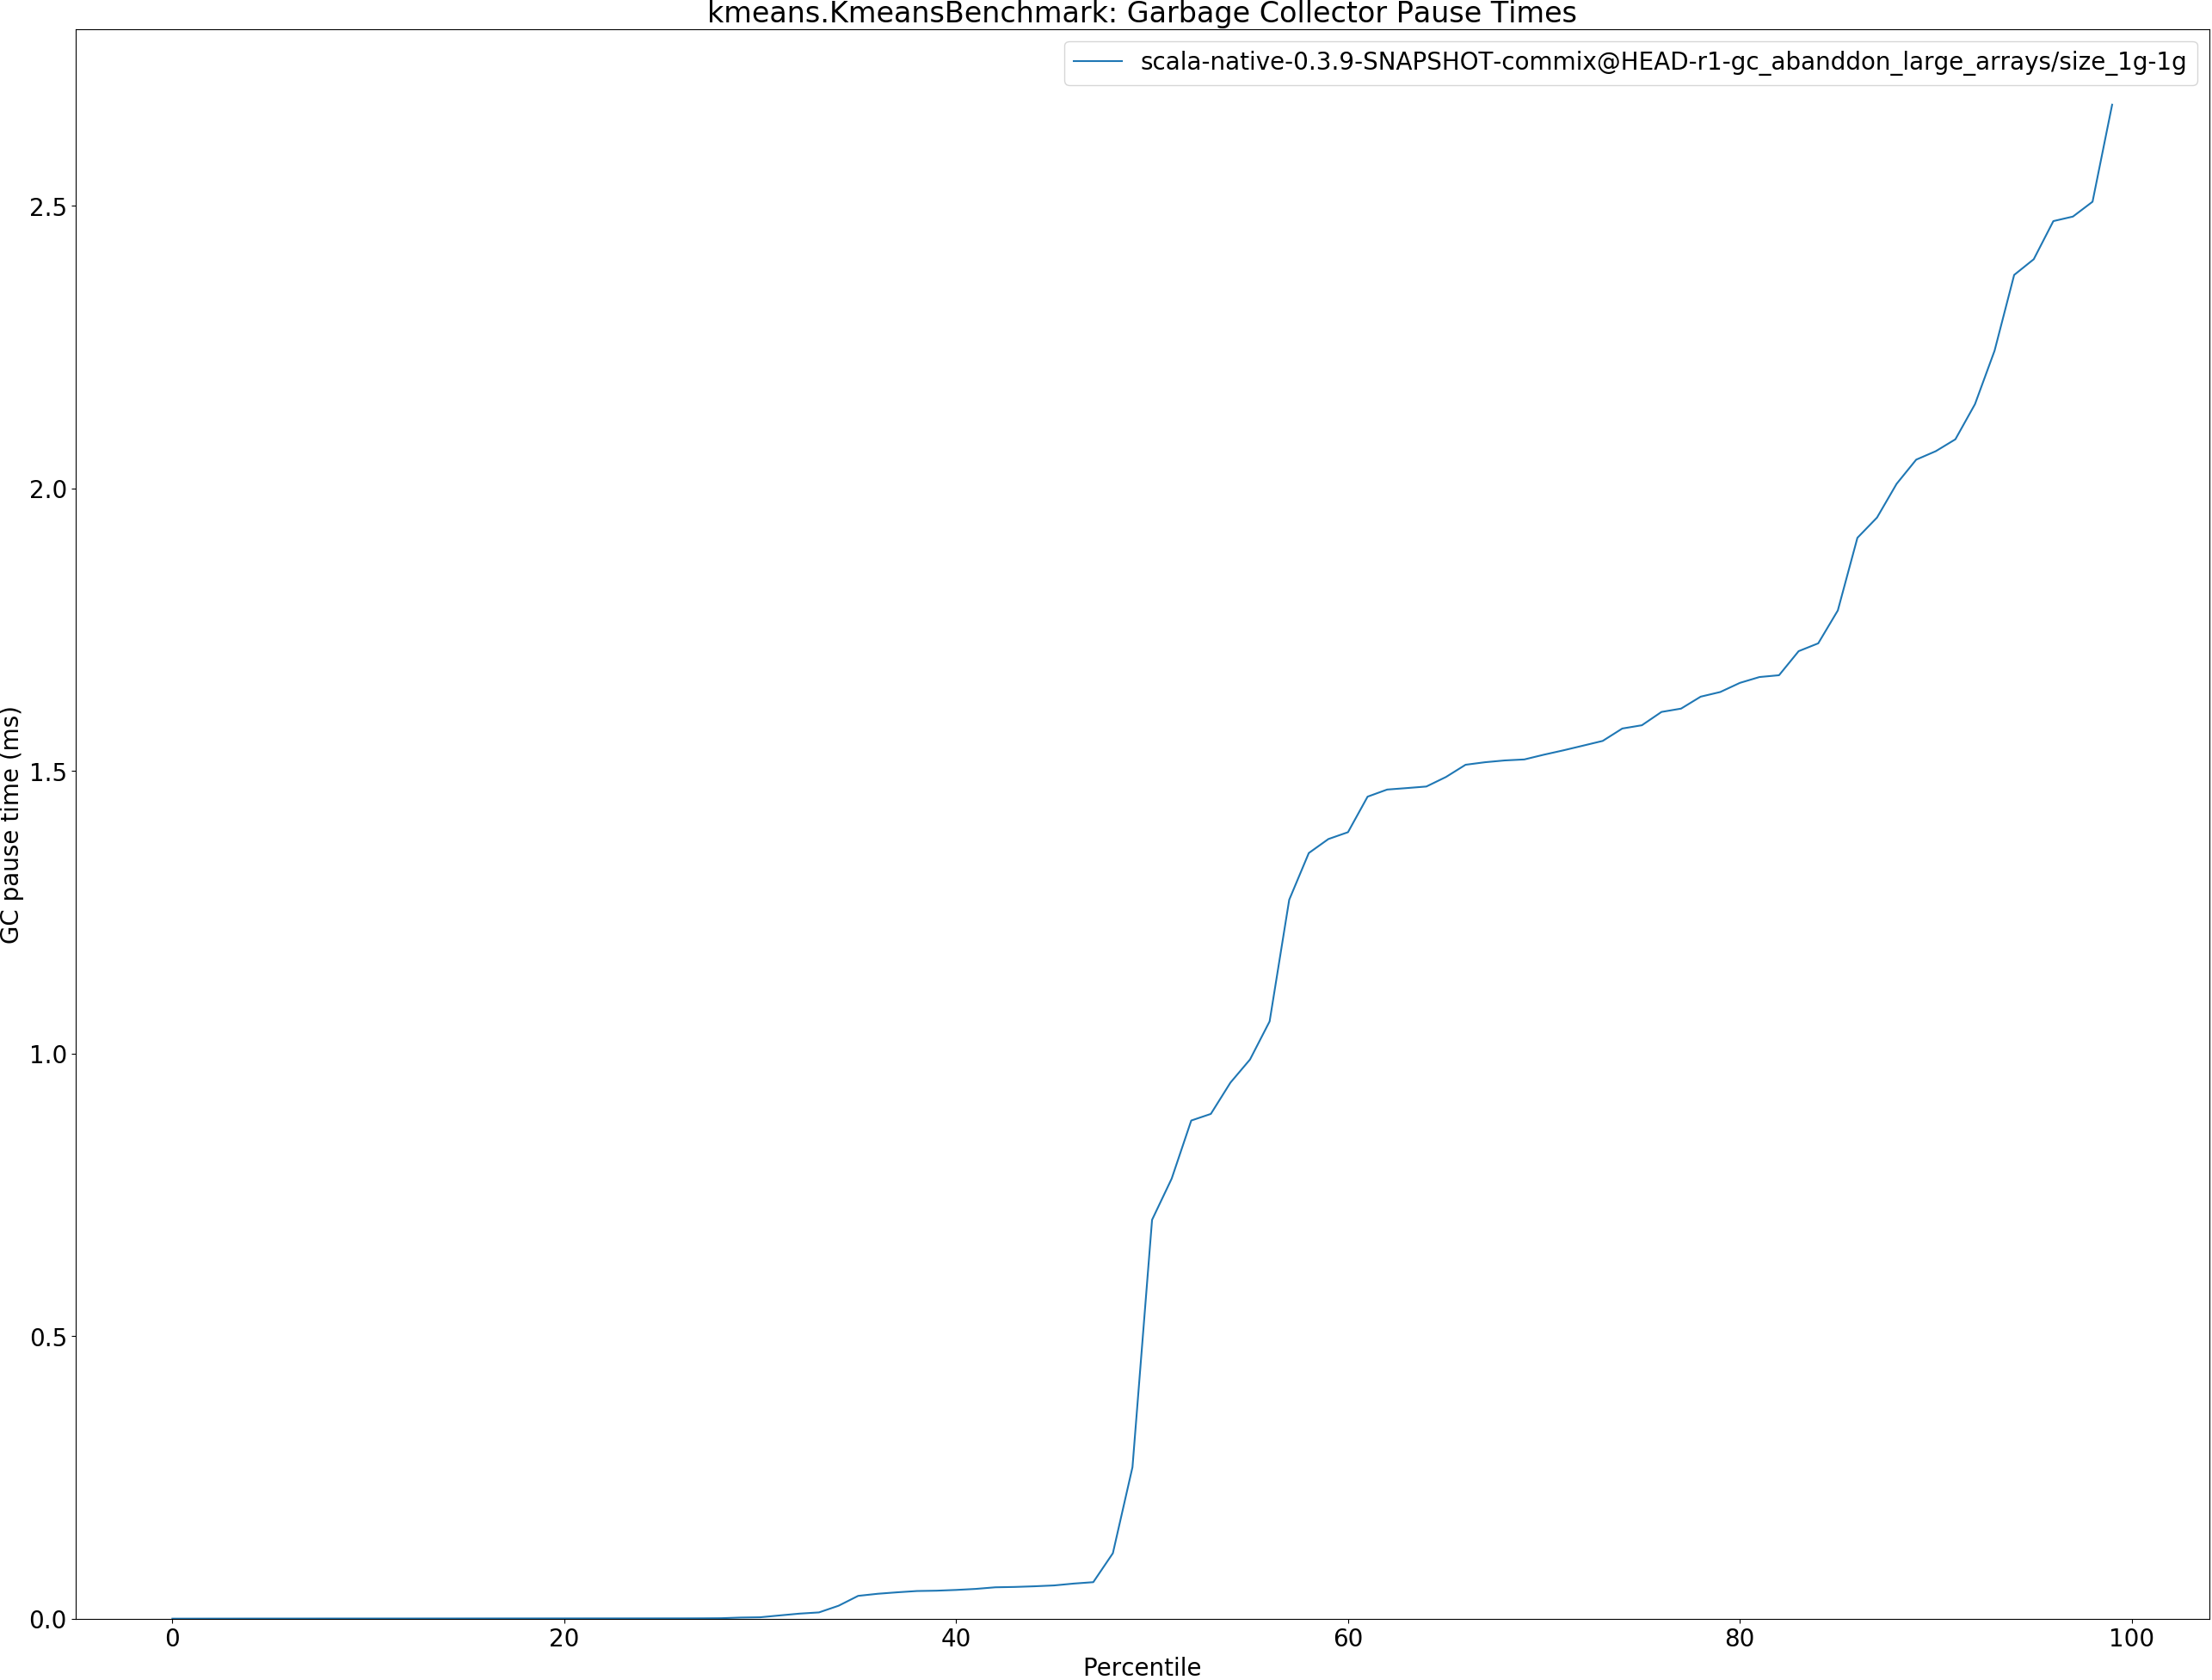 kmeans.KmeansBenchmark: Garbage Collector Pause Times
scala-native-0.3.9-SNAPSHOT-commix@HEAD-r1-gc_abanddon_large_arrays/size_1g-1g
GC pause time (ms)
2.5
2.0
1.5
1.0
0.5
0.0
0 20 40 60 80 100
Percentile